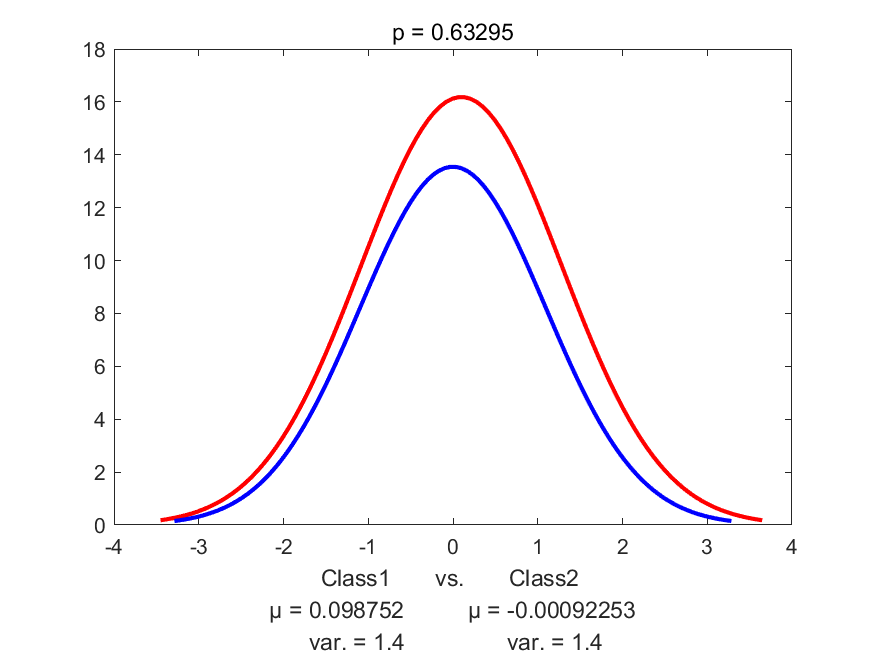 p = 0.63295
18
16
14
12
10
8
6
4
2
0
-4 -3 -2 -1 0 1 2 3 4
Class1 vs. Class2
μ = 0.098752 μ = -0.00092253
var. = 1.4 var. = 1.4